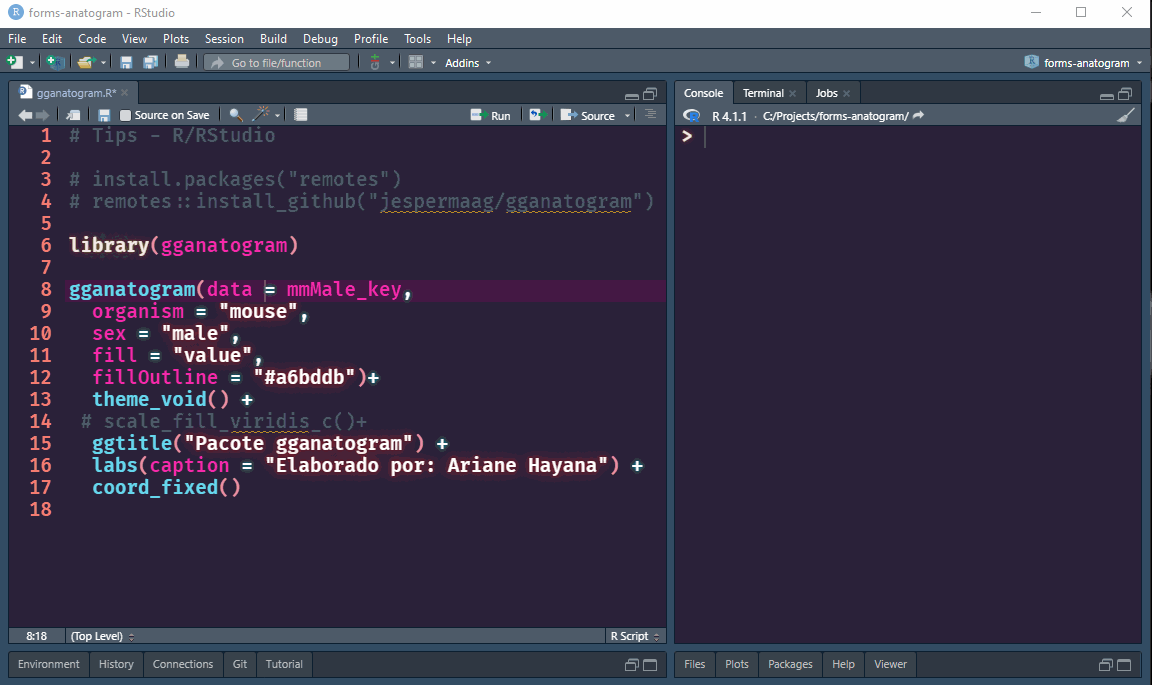 forms-anatogram - RStudio
File Edit Code View Plots Session Build Debug Profile Tools Help
Go to file/function Addins forms-anatogram
gganatogram.R*
Source on Save Run Source
1 # Tips - R/RStudio
2
3 # install.packages("remotes")
4 # remotes::install_github("jespermaag/gganatogram")
5
6 library(gganatogram)
7
8 gganatogram(data = mmMale_key,
9 organism = "mouse",
10 sex = "male",
11 fill = "value",
12 fillOutline = "#a6bddb")+
13 theme_void() +
14 # scale_fill_viridis_c()+
15 ggtitle("Pacote gganatogram") +
16 labs(caption = "Elaborado por: Ariane Hayana") +
17 coord_fixed()
18
8:18 (Top Level) R Script
Environment History Connections Git Tutorial
Console Terminal Jobs
R 4.1.1 · C:/Projects/forms-anatogram/
>
Files Plots Packages Help Viewer